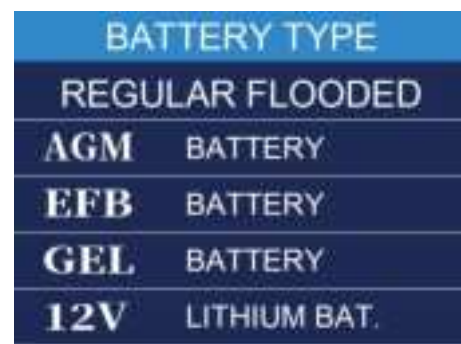 BATTERY TYPE
REGULAR FLOODED
AGM BATTERY
EFB BATTERY
GEL BATTERY
12V LITHIUM BAT.